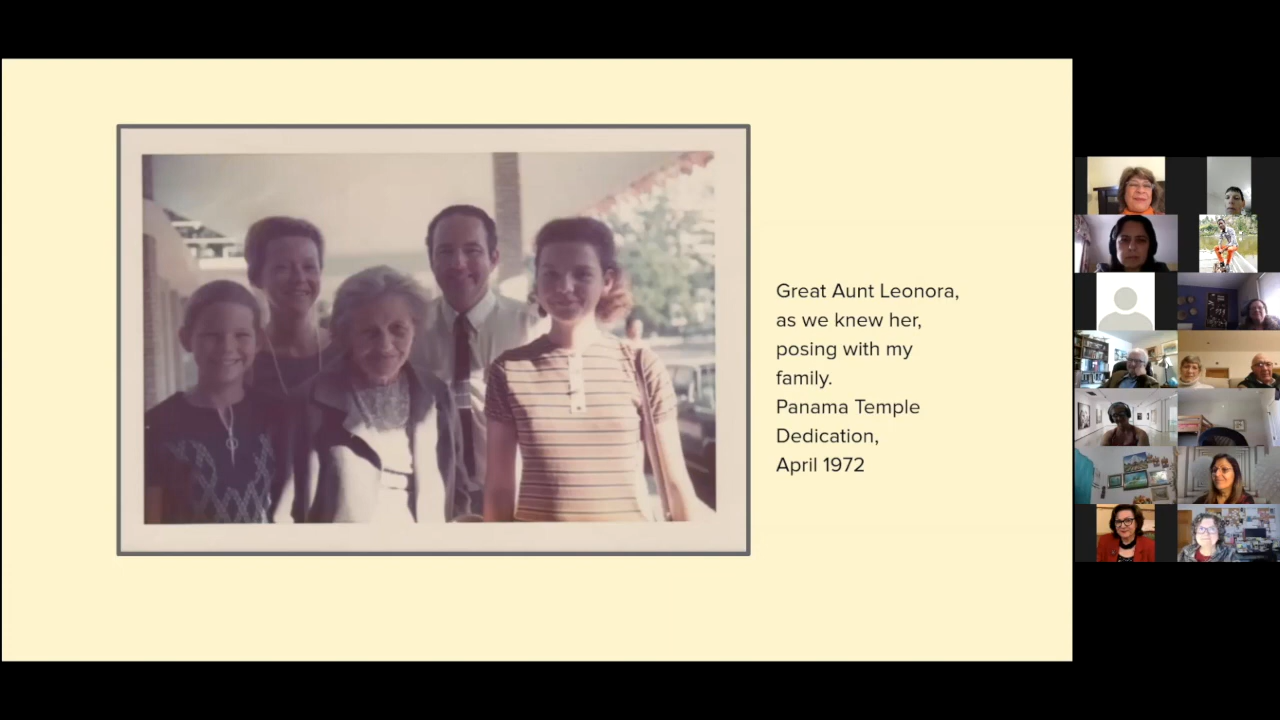 Great Aunt Leonora,
as we knew her,
posing with my
family.
Panama Temple
Dedication,
April 1972